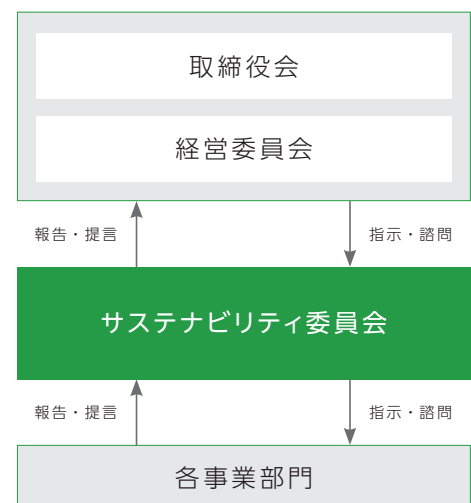 取締役会
経営委員会
報告・提言
指示・諮問
サステナビリティ委員会
報告・提言
指示・諮問
各事業部門